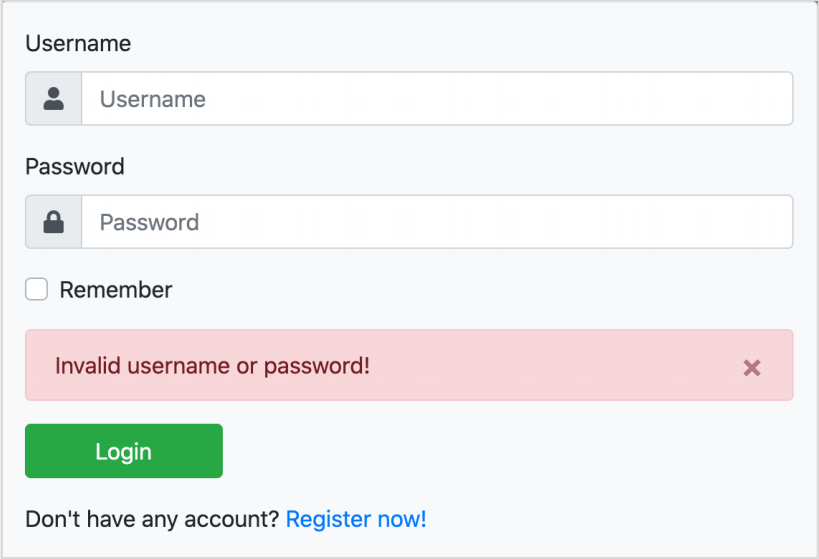 Username
Username
Password
Password
Remember
Invalid username or password!
Login
Don't have any account? Register now!